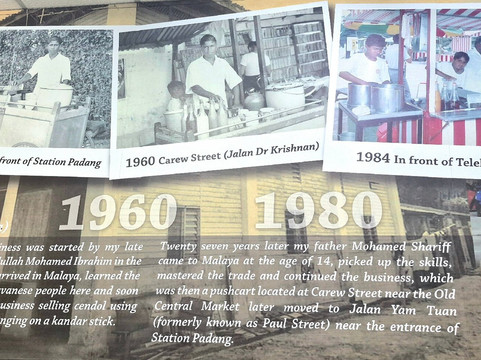 front of Station Padang
1960 Carew Street (Jalan Dr Krishnan)
1984 In front of
1960
1980
iness was started by my late
ullah Mohamed Ibrahim in the
arrived in Malaya, learned the
vanese people here and soon
usiness selling cendol using
nging on a kandar stick.
Twenty seven years later my father Mohamed Shariff
came to Malaya at the age of 14, picked up the skills,
mastered the trade and continued the business, which
was then a pushcart located at Carew Street near the Old
Central Market later moved to Jalan Yam Tuan
(formerly known as Paul Street) near the entrance of
Station Padang.